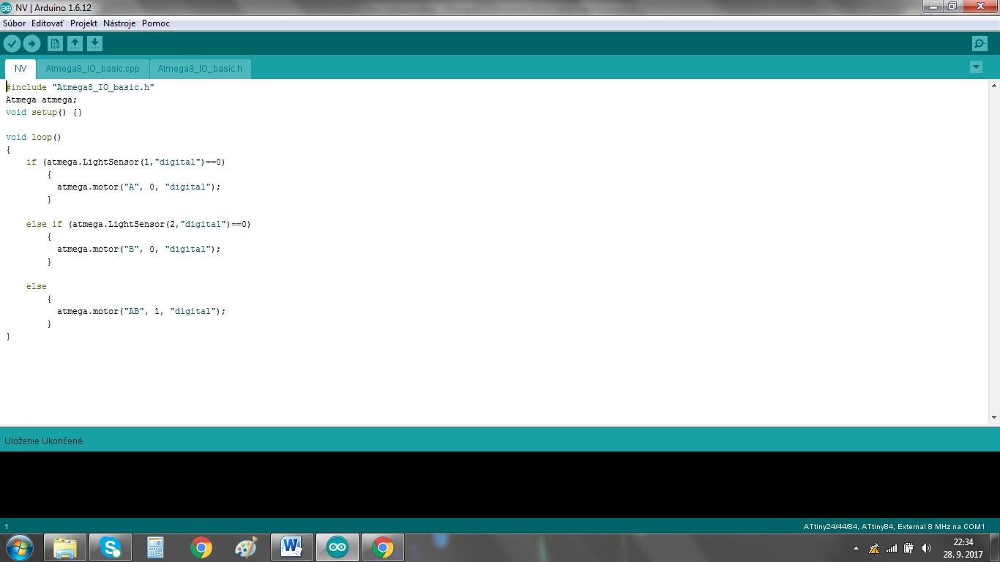 NV | Arduino 1.6.12
Súbor Editovať Projekt Nástroje Pomoc
NV Atmega8_IO_basic.cpp Atmega8_IO_basic.h
#include "Atmega8_IO_basic.h"
Atmega atmega;
void setup() {}
void loop()
{
if (atmega.LightSensor(1,"digital")==0)
{
atmega.motor("A", 0, "digital");
}
else if (atmega.LightSensor(2,"digital")==0)
{
atmega.motor("B", 0, "digital");
}
else
{
atmega.motor("AB", 1, "digital");
}
}
Uloženie Ukončené.
1 ATtiny24/44/84, ATtiny84, External 8 MHz na COM1
22:34
28. 9. 2017